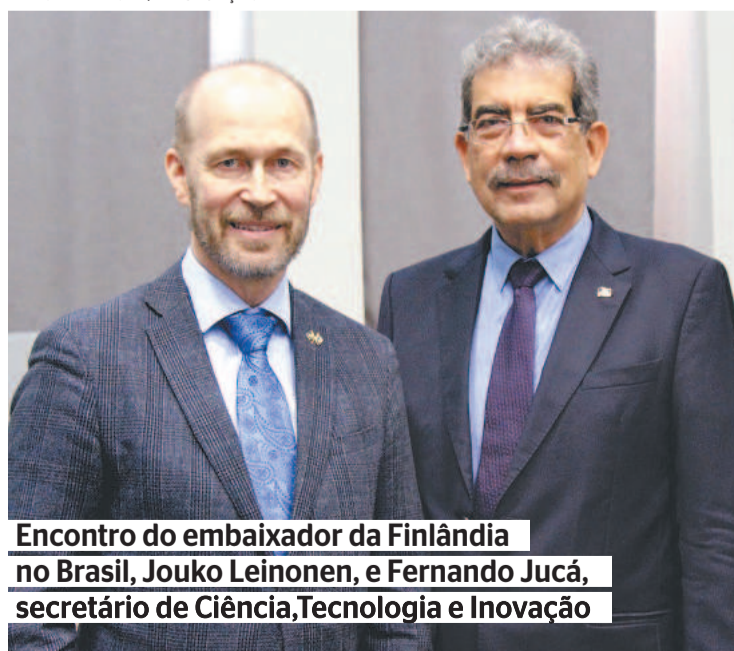 Encontro do embaixador da Finlândia
no Brasil, Jouko Leinonen, e Fernando Jucá,
secretário de Ciência,Tecnologia e Inovação